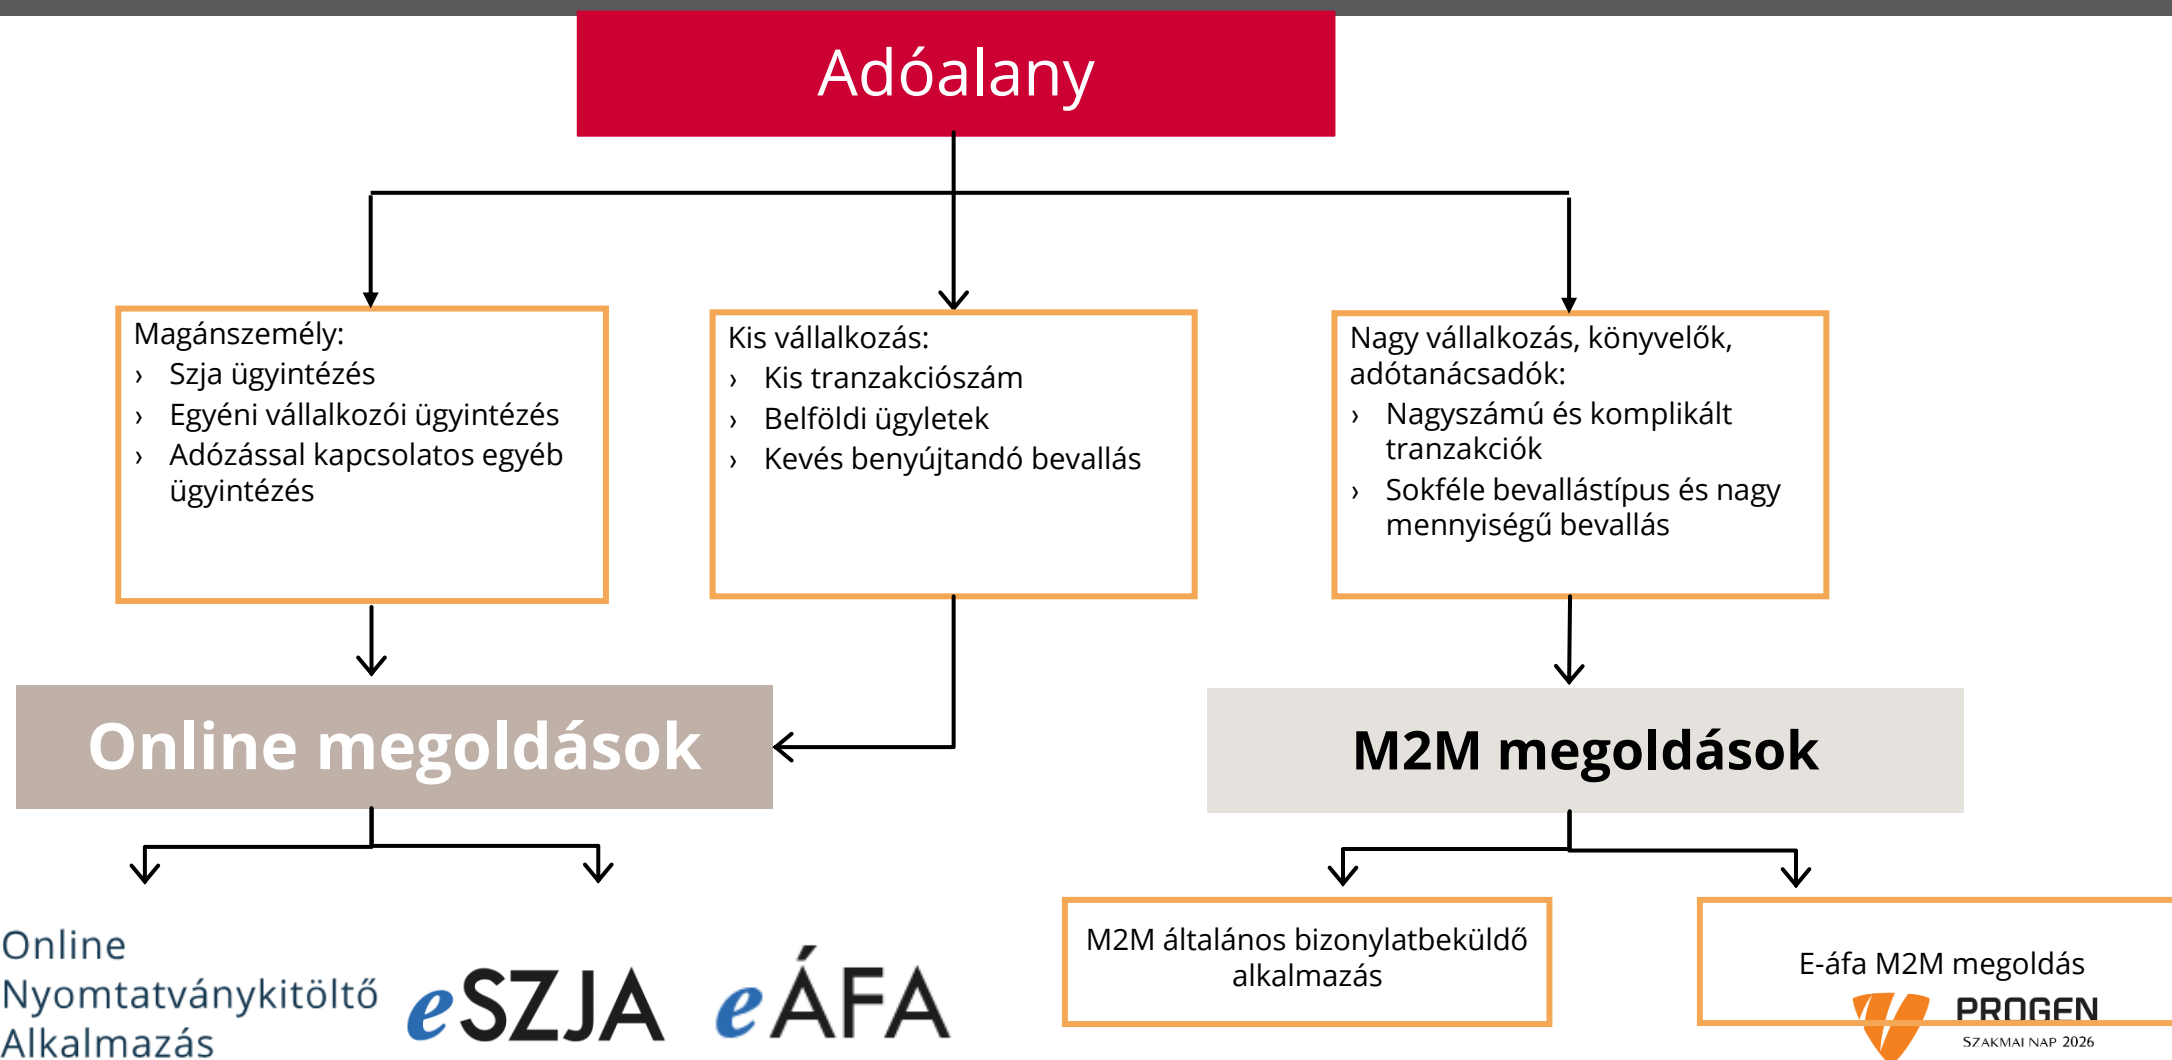 Adóalany
Magánszemély:
› Szja ügyintézés
› Egyéni vállalkozói ügyintézés
› Adózással kapcsolatos egyéb
ügyintézés
Kis vállalkozás:
› Kis tranzakciószám
› Belföldi ügyletek
› Kevés benyújtandó bevallás
Nagy vállalkozás, könyvelők,
adótanácsadók:
› Nagyszámú és komplikált
tranzakciók
› Sokféle bevallástípus és nagy
mennyiségű bevallás
Online megoldások
M2M megoldások
Online
Nyomtatványkitöltő
Alkalmazás
eSZJA
eÁFA
M2M általános bizonylatbeküldő
alkalmazás
E-áfa M2M megoldás
PROGEN
SZAKMAI NAP 2026